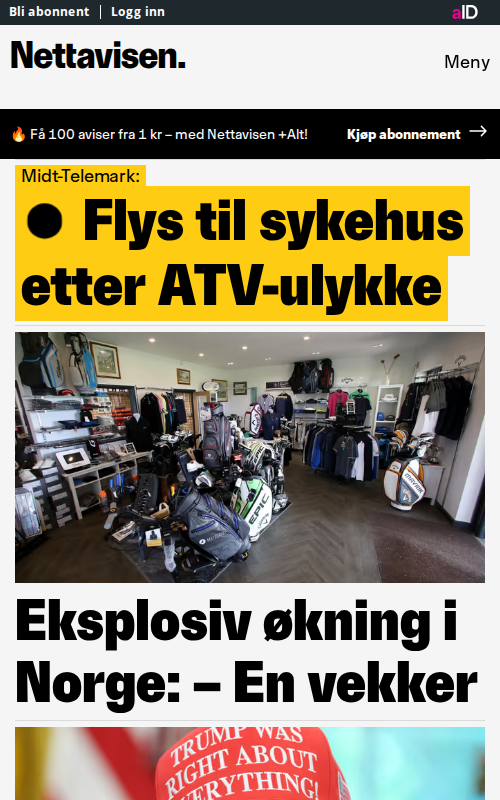 Bli abonnent
Logg inn
aID
Nettavisen.
Meny
🔥 Få 100 aviser fra 1 kr – med Nettavisen +Alt!
Kjøp abonnement →
Midt-Telemark:
Flys til sykehus
etter ATV-ulykke
EPIC
MAVRIK
Eksplosiv økning i
Norge: – En vekker
TRUMP WAS
RIGHT ABOUT
EVERYTHING!